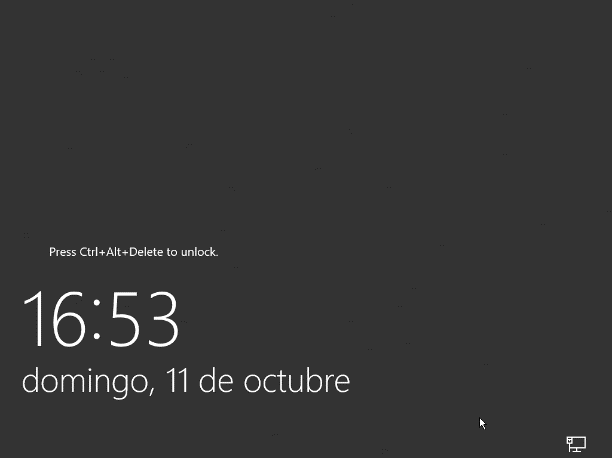 Press Ctrl+Alt+Delete to unlock.
16:53
domingo, 11 de octubre